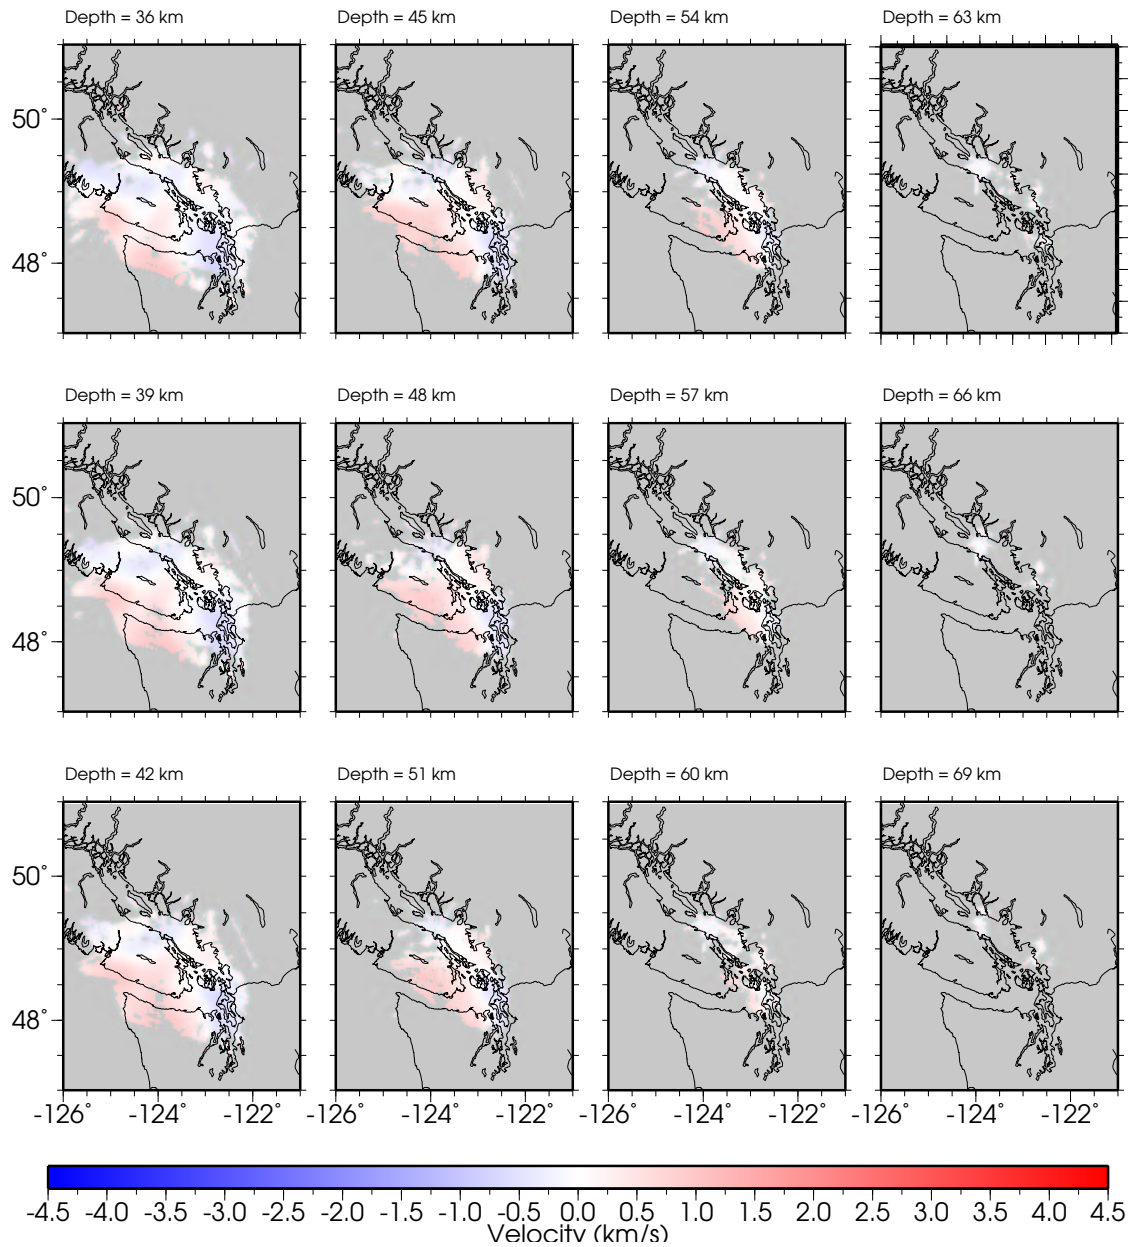 Depth = 36 km Depth = 45 km Depth = 54 km Depth = 63 km
50°
48°
Depth = 39 km Depth = 48 km Depth = 57 km Depth = 66 km
50°
48°
Depth = 42 km Depth = 51 km Depth = 60 km Depth = 69 km
50°
48°
-126° -124° -122° -126° -124° -122° -126° -124° -122° -126° -124° -122°
-4.5 -4.0 -3.5 -2.5 -2.0 -1.5 -1.0 -0.5 0.0 0.5 1.0 1.5 2.0 2.5 3.0 3.5 4.0 4.5
Velocity (km/s)